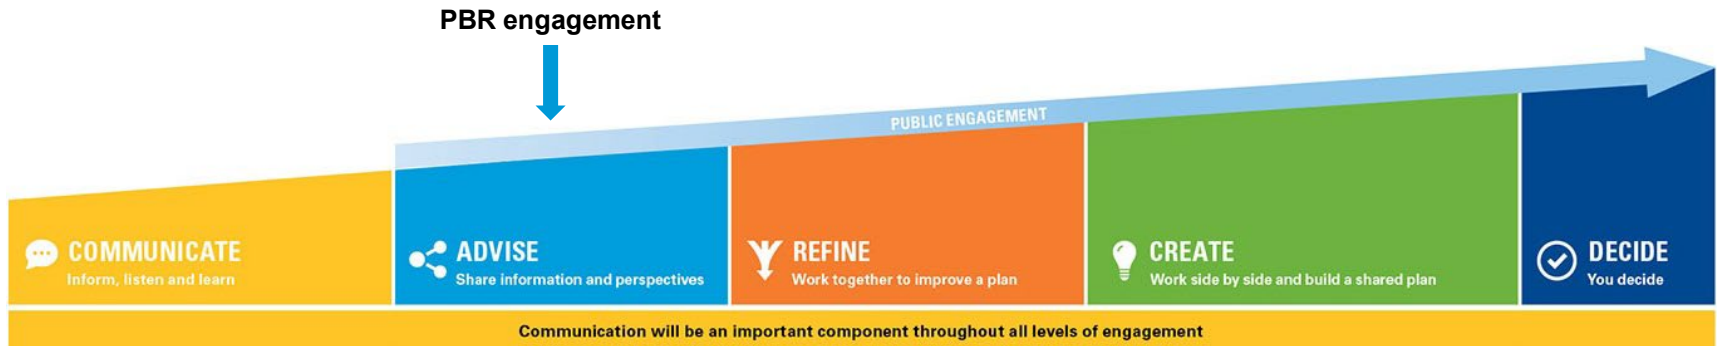 PBR engagement
PUBLIC ENGAGEMENT
COMMUNICATE
Inform, listen and learn
ADVISE
Share information and perspectives
REFINE
Work together to improve a plan
CREATE
Work side by side and build a shared plan
DECIDE
You decide
Communication will be an important component throughout all levels of engagement